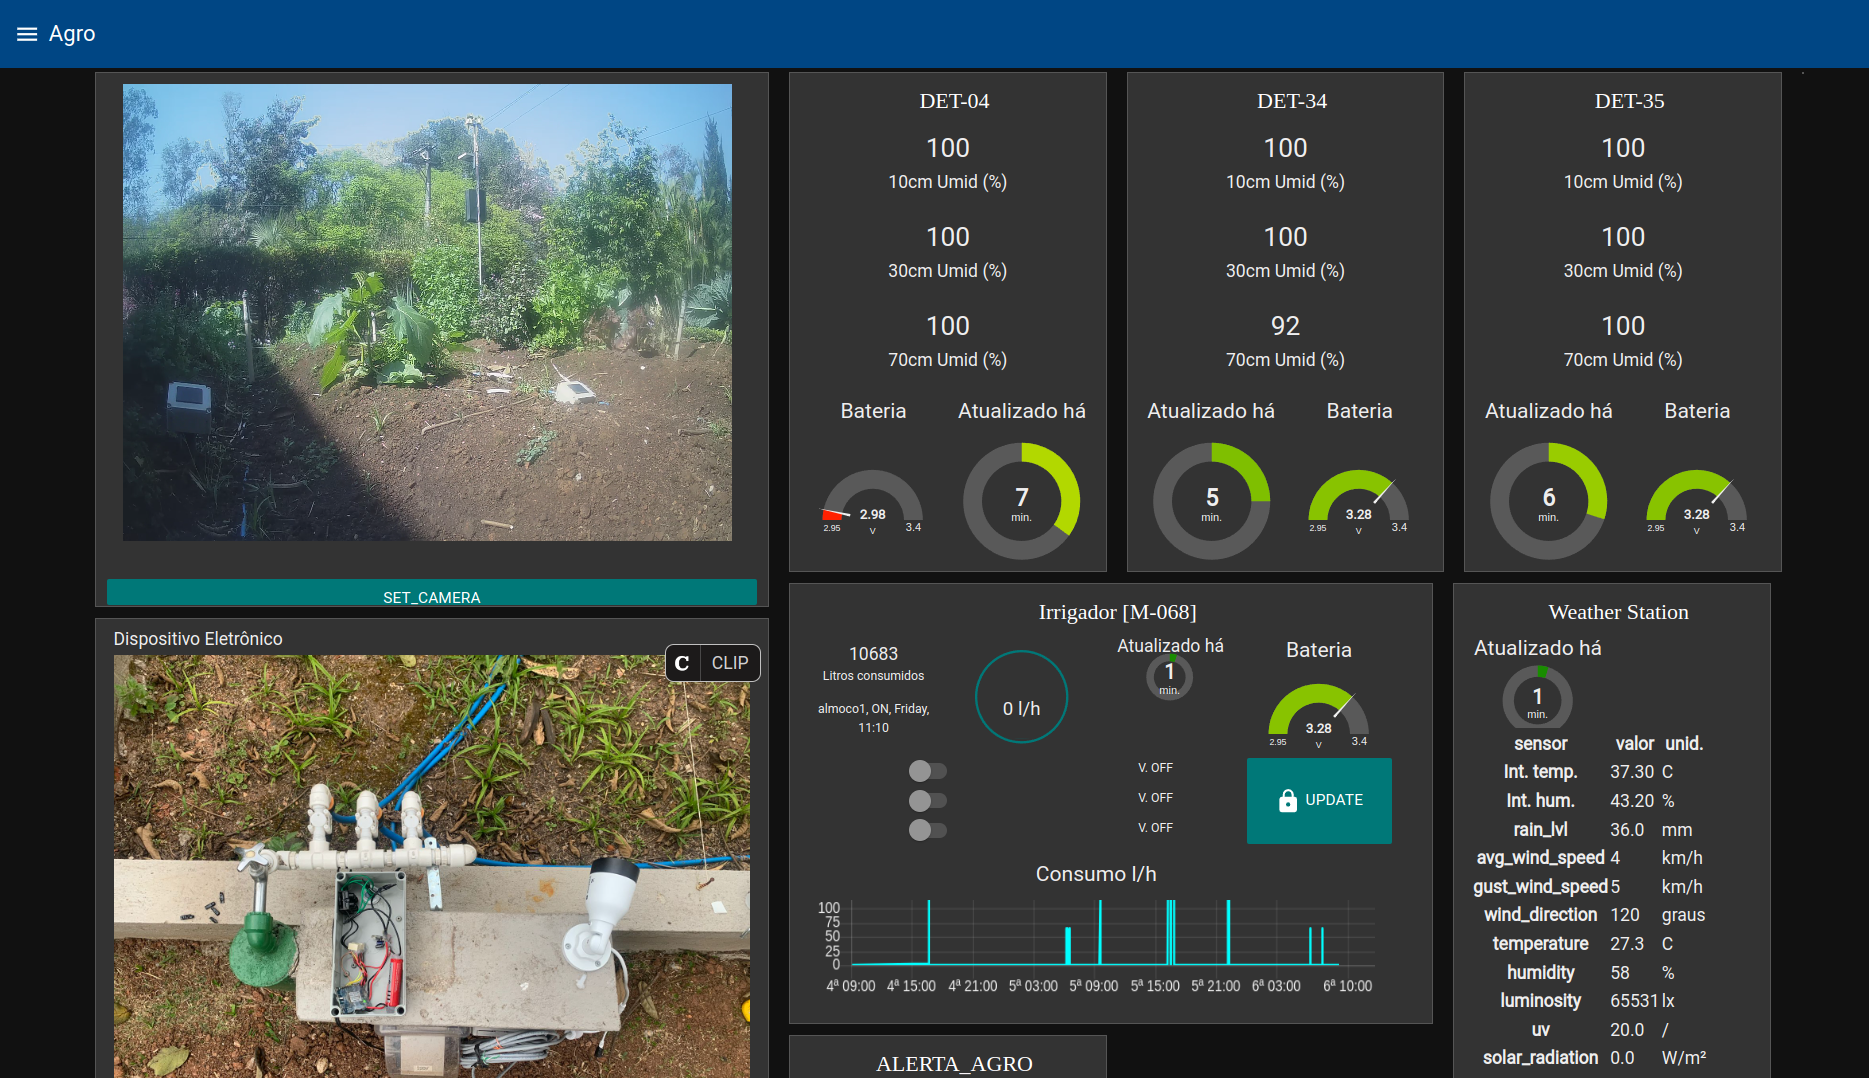 Agro
SET_CAMERA
Dispositivo Eletrônico
C CLIP
DET-04
100
10cm Umid (%)
100
30cm Umid (%)
100
70cm Umid (%)
Bateria Atualizado há
2.98
2.95 V 3.4
7
min.
DET-34
100
10cm Umid (%)
100
30cm Umid (%)
92
70cm Umid (%)
Atualizado há Bateria
5
min.
3.28
2.95 V 3.4
DET-35
100
10cm Umid (%)
100
30cm Umid (%)
100
70cm Umid (%)
Atualizado há Bateria
6
min.
3.28
2.95 V 3.4
Irrigador [M-068]
10683
Litros consumidos
almoco1, ON, Friday,
11:10
0 l/h
Atualizado há
1
min.
Bateria
3.28
2.95 V 3.4
V. OFF
V. OFF
V. OFF
UPDATE
Consumo l/h
100
75
50
25
0
4ª 09:00 4ª 15:00 4ª 21:00 5ª 03:00 5ª 09:00 5ª 15:00 5ª 21:00 6ª 03:00 6ª 10:00
ALERTA_AGRO
Weather Station
Atualizado há
1
min.
sensor valor unid.
Int. temp. 37.30 C
Int. hum. 43.20 %
rain_lvl 36.0 mm
avg_wind_speed 4 km/h
gust_wind_speed 5 km/h
wind_direction 120 graus
temperature 27.3 C
humidity 58 %
luminosity 65531 lx
uv 20.0 /
solar_radiation 0.0 W/m²